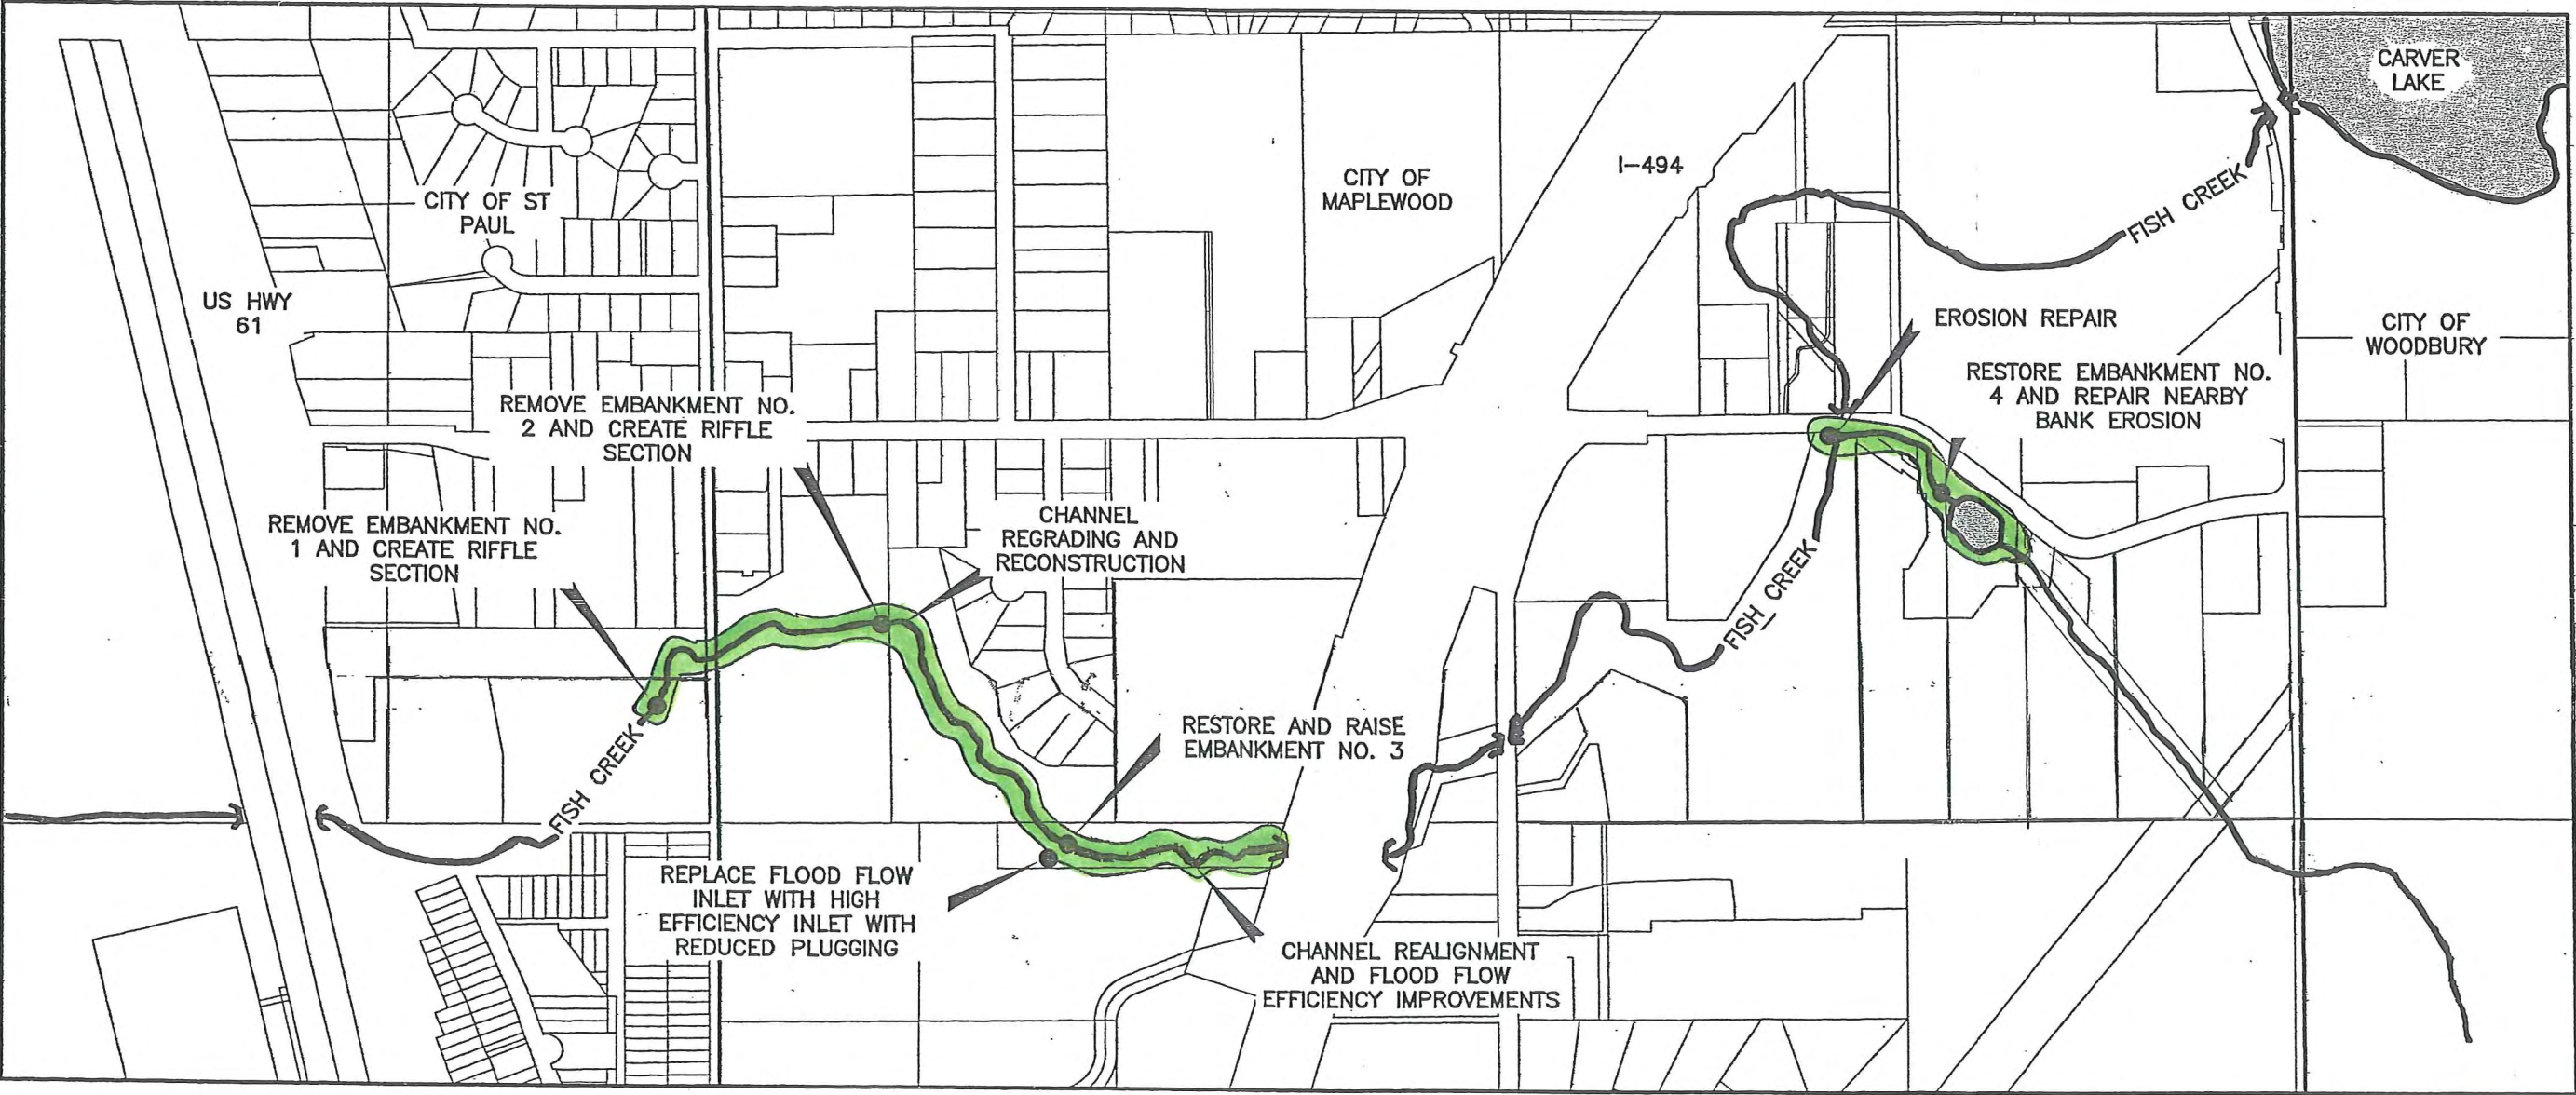 CARVER
LAKE
CITY OF ST
PAUL
CITY OF
MAPLEWOOD
I-494
FISH CREEK
US HWY
61
EROSION REPAIR
CITY OF
WOODBURY
RESTORE EMBANKMENT NO.
4 AND REPAIR NEARBY
BANK EROSION
REMOVE EMBANKMENT NO.
2 AND CREATE RIFFLE
SECTION
REMOVE EMBANKMENT NO.
1 AND CREATE RIFFLE
SECTION
CHANNEL
REGRADING AND
RECONSTRUCTION
FISH CREEK
RESTORE AND RAISE
EMBANKMENT NO. 3
FISH CREEK
REPLACE FLOOD FLOW
INLET WITH HIGH
EFFICIENCY INLET WITH
REDUCED PLUGGING
CHANNEL REALIGNMENT
AND FLOOD FLOW
EFFICIENCY IMPROVEMENTS